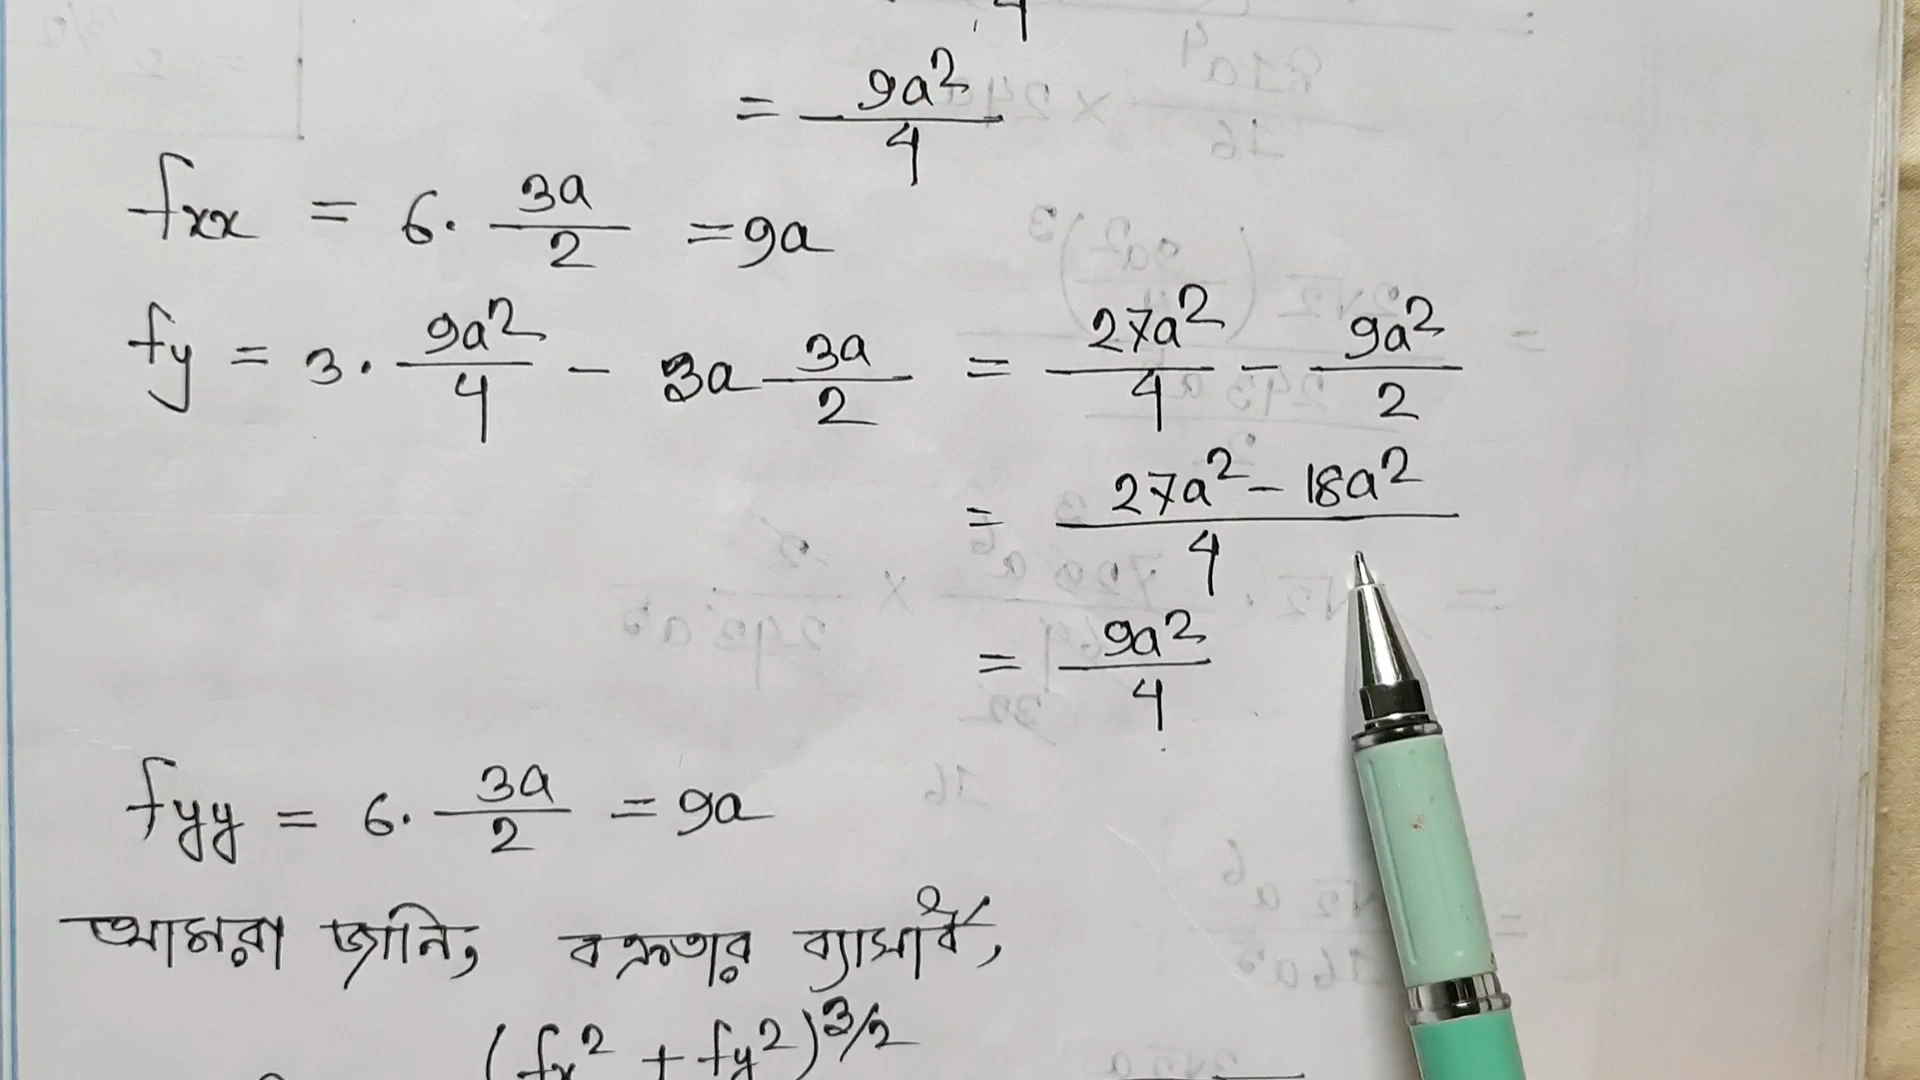 = 9a²/4
fxx = 6. 3a/2 = 9a
fy = 3. 9a²/4 - 3a 3a/2 = 27a²/4 - 9a²/2
= 27a² - 18a² / 4
= 9a²/4
fyy = 6. 3a/2 = 9a
আমরা জানি, বক্রতার ব্যাসার্ধ,
(fx² + fy²)^3/2